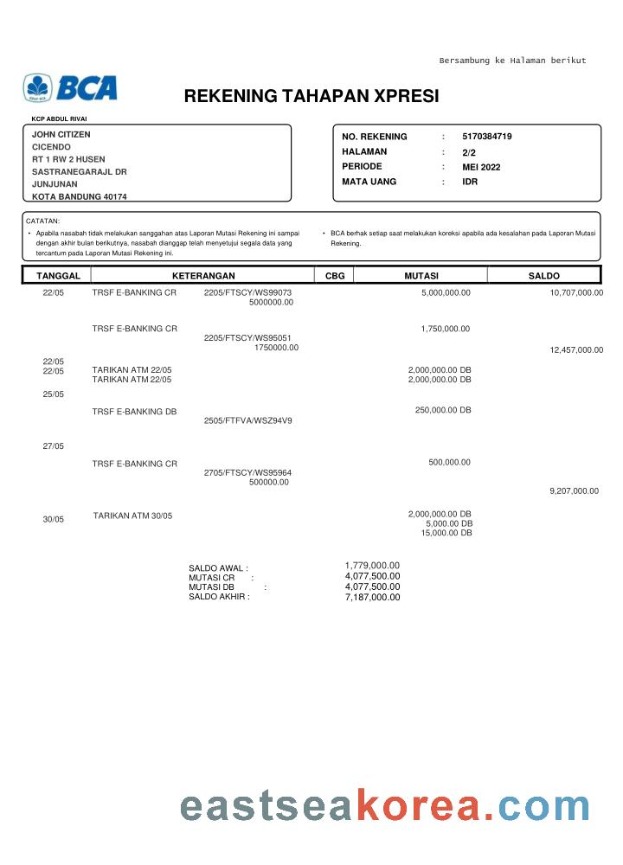 Bersambung ke Halaman berikut
BCA
REKENING TAHAPAN XPRESI
KCP ABDUL RIVAI
JOHN CITIZEN
CICENDO
RT 1 RW 2 HUSEN
SASTRANEGARAJL DR
JUNJUNAN
KOTA BANDUNG 40174
NO. REKENING : 5170384719
HALAMAN : 2/2
PERIODE : MEI 2022
MATA UANG : IDR
CATATAN:
• Apabila nasabah tidak melakukan sanggahan atas Laporan Mutasi Rekening ini sampai
dengan akhir bulan berikutnya, nasabah dianggap telah menyetujui segala data yang
tercantum pada Laporan Mutasi Rekening ini.
• BCA berhak setiap saat melakukan koreksi apabila ada kesalahan pada Laporan Mutasi
Rekening.
TANGGAL KETERANGAN CBG MUTASI SALDO
22/05 TRSF E-BANKING CR 2205/FTSCY/WS99073 5,000,000.00 10,707,000.00
5000000.00
TRSF E-BANKING CR 1,750,000.00
2205/FTSCY/WS95051
1750000.00 12,457,000.00
22/05
22/05 TARIKAN ATM 22/05 2,000,000.00 DB
TARIKAN ATM 22/05 2,000,000.00 DB
25/05
TRSF E-BANKING DB 250,000.00 DB
2505/FTFVA/WSZ94V9
27/05
TRSF E-BANKING CR 500,000.00
2705/FTSCY/WS95964
500000.00
9,207,000.00
30/05 TARIKAN ATM 30/05 2,000,000.00 DB
5,000.00 DB
15,000.00 DB
SALDO AWAL : 1,779,000.00
MUTASI CR : 4,077,500.00
MUTASI DB : 4,077,500.00
SALDO AKHIR : 7,187,000.00
eastseakorea.com